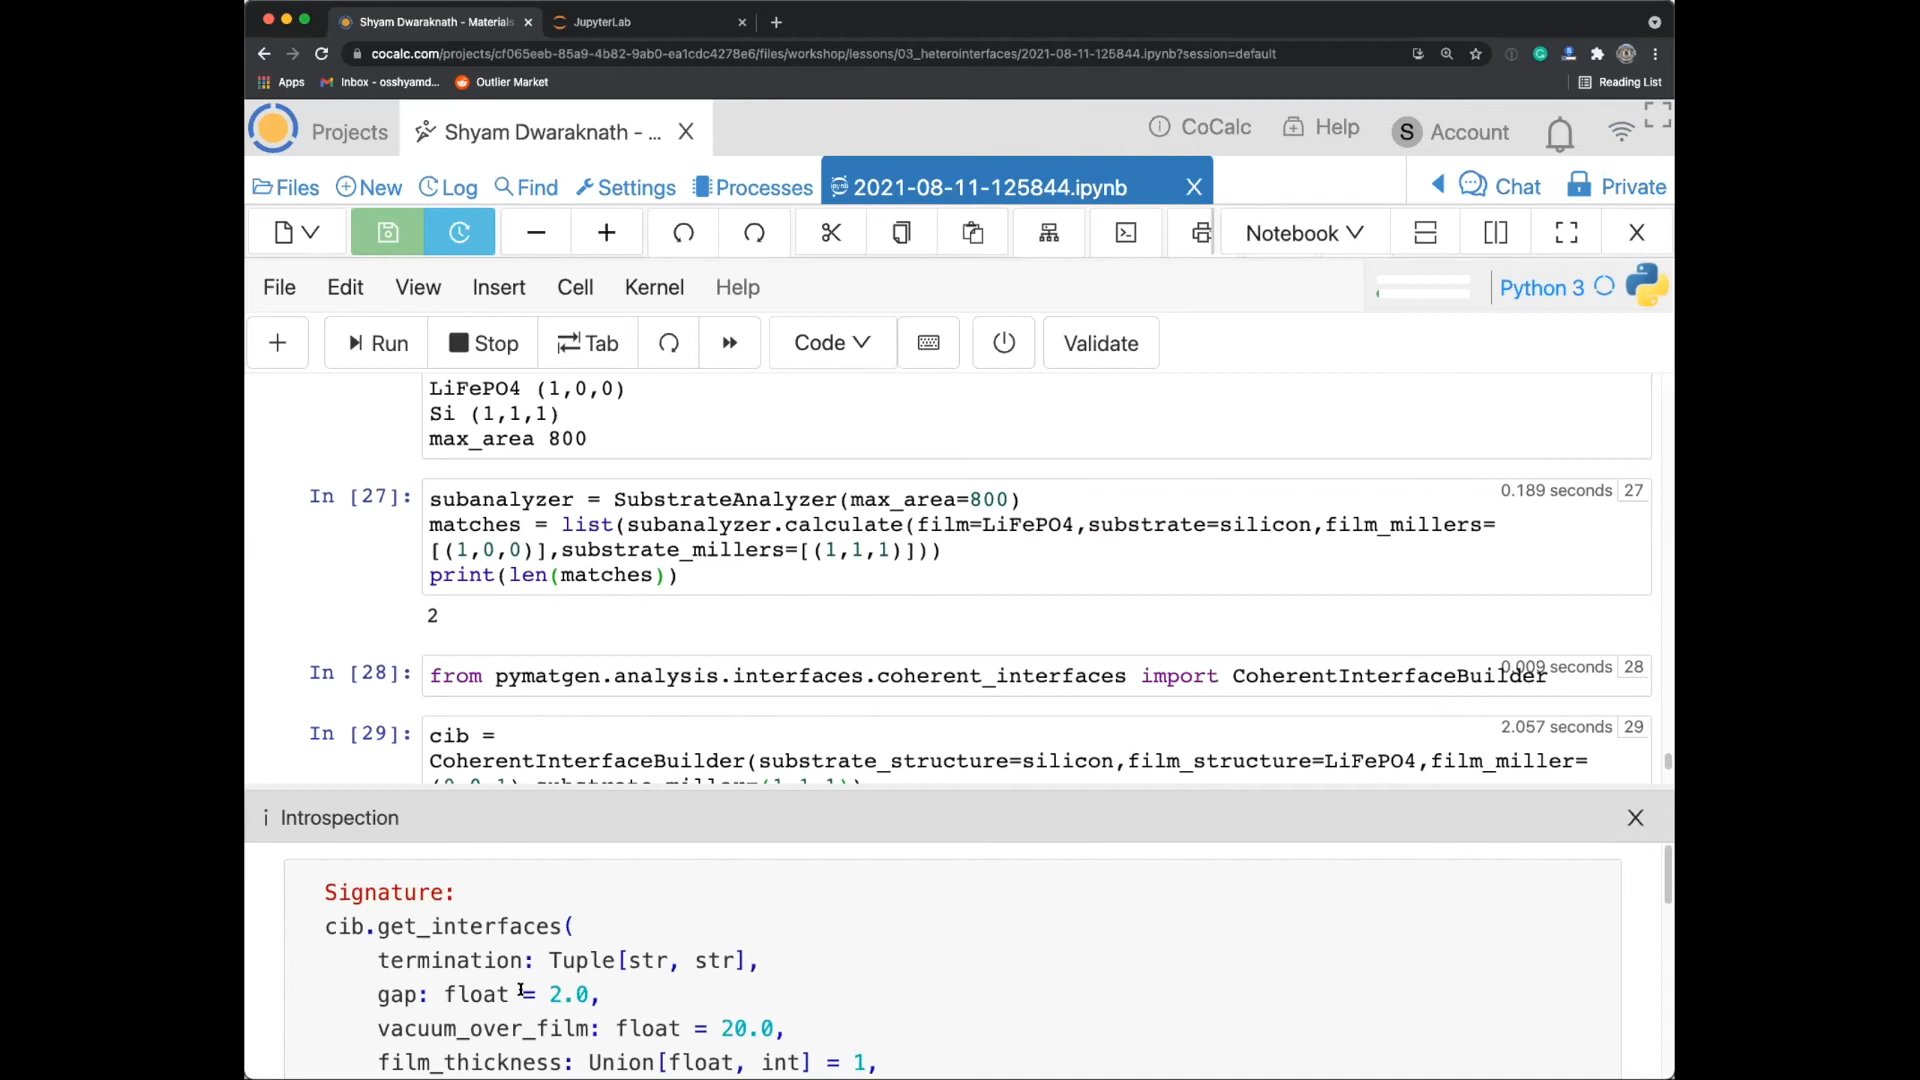 Shyam Dwaraknath - Materials
JupyterLab
cocalc.com/projects/cf065eeb-85a9-4b82-9ab0-ea1cdc4278e6/files/workshop/lessons/03_heterointerfaces/2021-08-11-125844.ipynb?session=default
Apps Inbox - osshyamd... Outlier Market Reading List
Projects Shyam Dwaraknath - ... X CoCalc Help S Account
Files New Log Find Settings Processes 2021-08-11-125844.ipynb Chat Private
Notebook
File Edit View Insert Cell Kernel Help Python 3
Run Stop Tab Code Validate
LiFePO4 (1,0,0)
Si (1,1,1)
max_area 800
In [27]: subanalyzer = SubstrateAnalyzer(max_area=800) 0.189 seconds 27
matches = list(subanalyzer.calculate(film=LiFePO4,substrate=silicon,film_millers=
[(1,0,0)],substrate_millers=[(1,1,1)]))
print(len(matches))
2
In [28]: from pymatgen.analysis.interfaces.coherent_interfaces import CoherentInterfaceBuilder 0.009 seconds 28
In [29]: cib = 2.057 seconds 29
CoherentInterfaceBuilder(substrate_structure=silicon,film_structure=LiFePO4,film_miller=
i Introspection X
Signature:
cib.get_interfaces(
termination: Tuple[str, str],
gap: float = 2.0,
vacuum_over_film: float = 20.0,
film_thickness: Union[float, int] = 1,